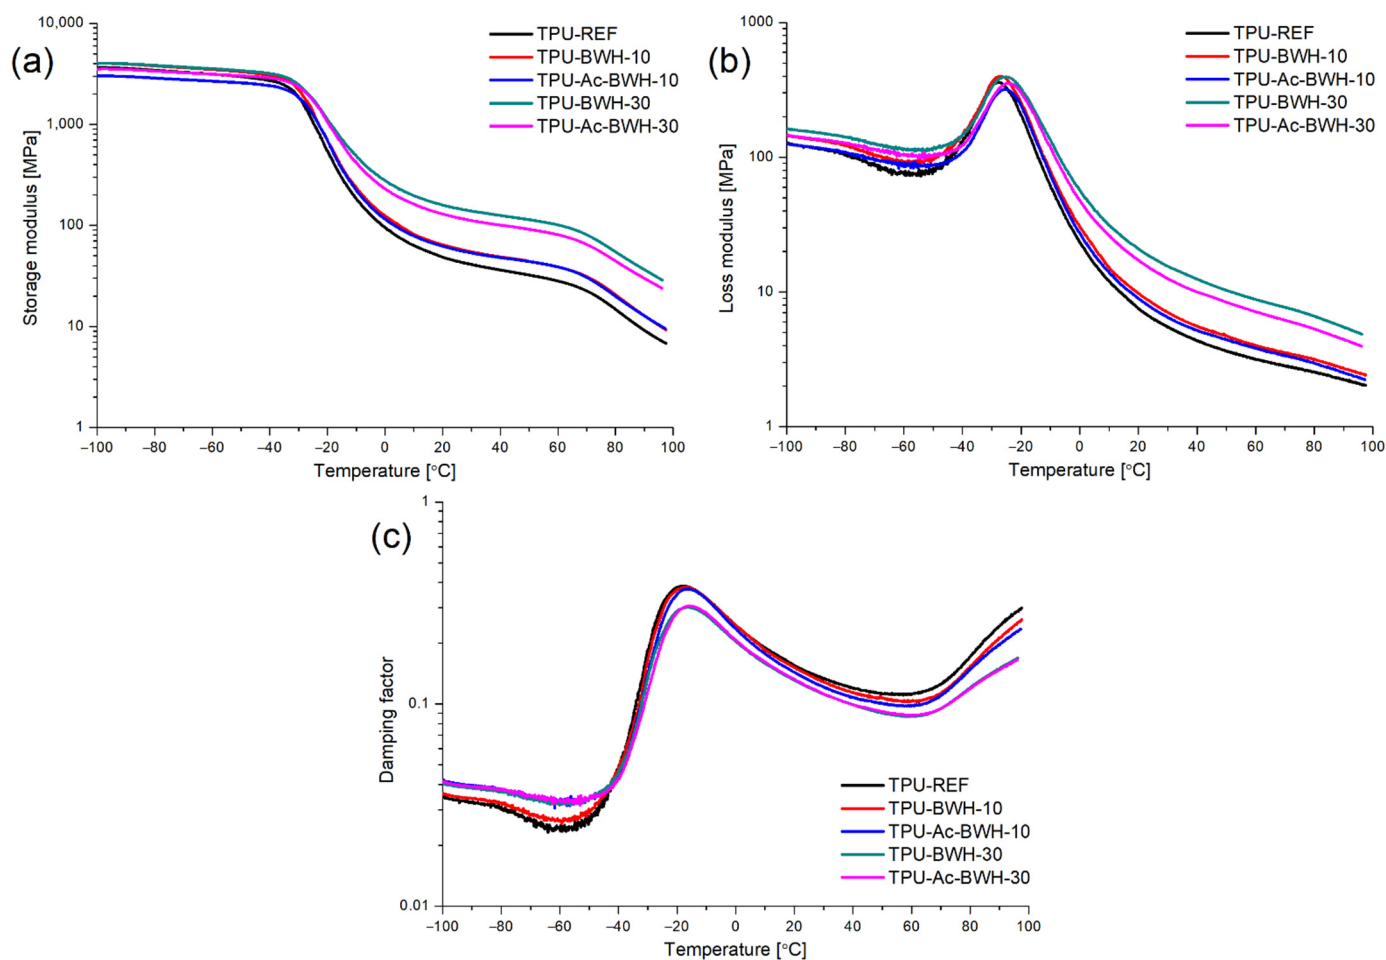 (a)
10,000
1,000
100
10
1
Storage modulus [MPa]
−100 −80 −60 −40 −20 0 20 40 60 80 100
Temperature [°C]
TPU-REF
TPU-BWH-10
TPU-Ac-BWH-10
TPU-BWH-30
TPU-Ac-BWH-30
(b)
1000
100
10
1
Loss modulus [MPa]
−100 −80 −60 −40 −20 0 20 40 60 80 100
Temperature [°C]
TPU-REF
TPU-BWH-10
TPU-Ac-BWH-10
TPU-BWH-30
TPU-Ac-BWH-30
(c)
1
0.1
0.01
Damping factor
−100 −80 −60 −40 −20 0 20 40 60 80 100
Temperature [°C]
TPU-REF
TPU-BWH-10
TPU-Ac-BWH-10
TPU-BWH-30
TPU-Ac-BWH-30